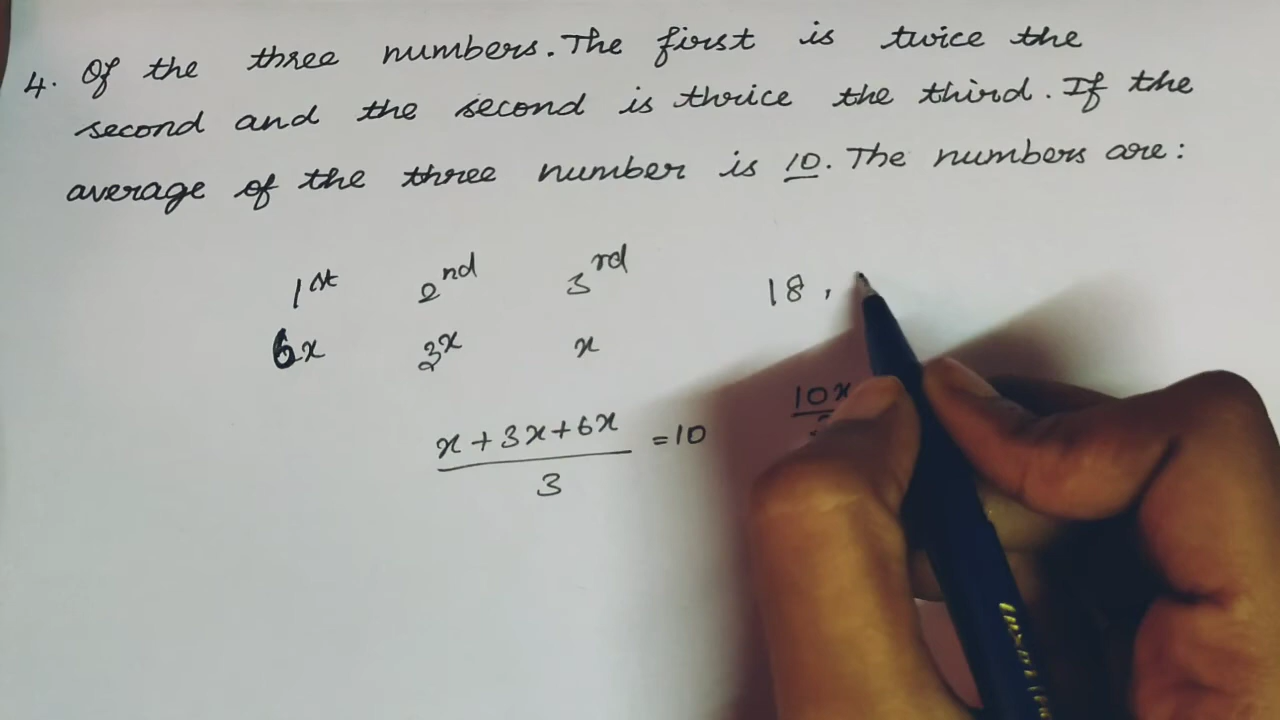 4. Of the three numbers. The first is twice the
second and the second is thrice the third. If the
average of the three number is 10. The numbers are:
1st 2nd 3rd
6x 3x x
18,
x+3x+6x / 3 =10
10x